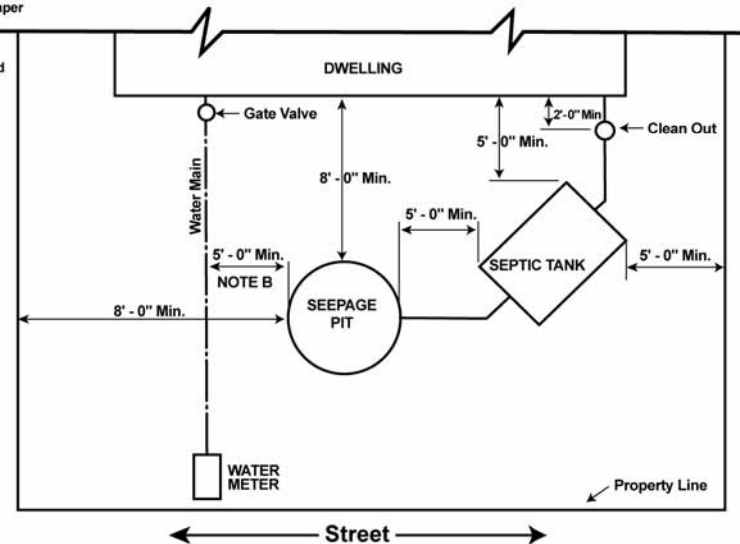 DWELLING
Gate Valve
2'-0" Min
Clean Out
5' - 0" Min.
8' - 0" Min.
Water Main
5' - 0" Min.
5' - 0" Min.
5' - 0" Min.
NOTE B
SEPTIC TANK
SEEPAGE
PIT
8' - 0" Min.
WATER
METER
Property Line
Street